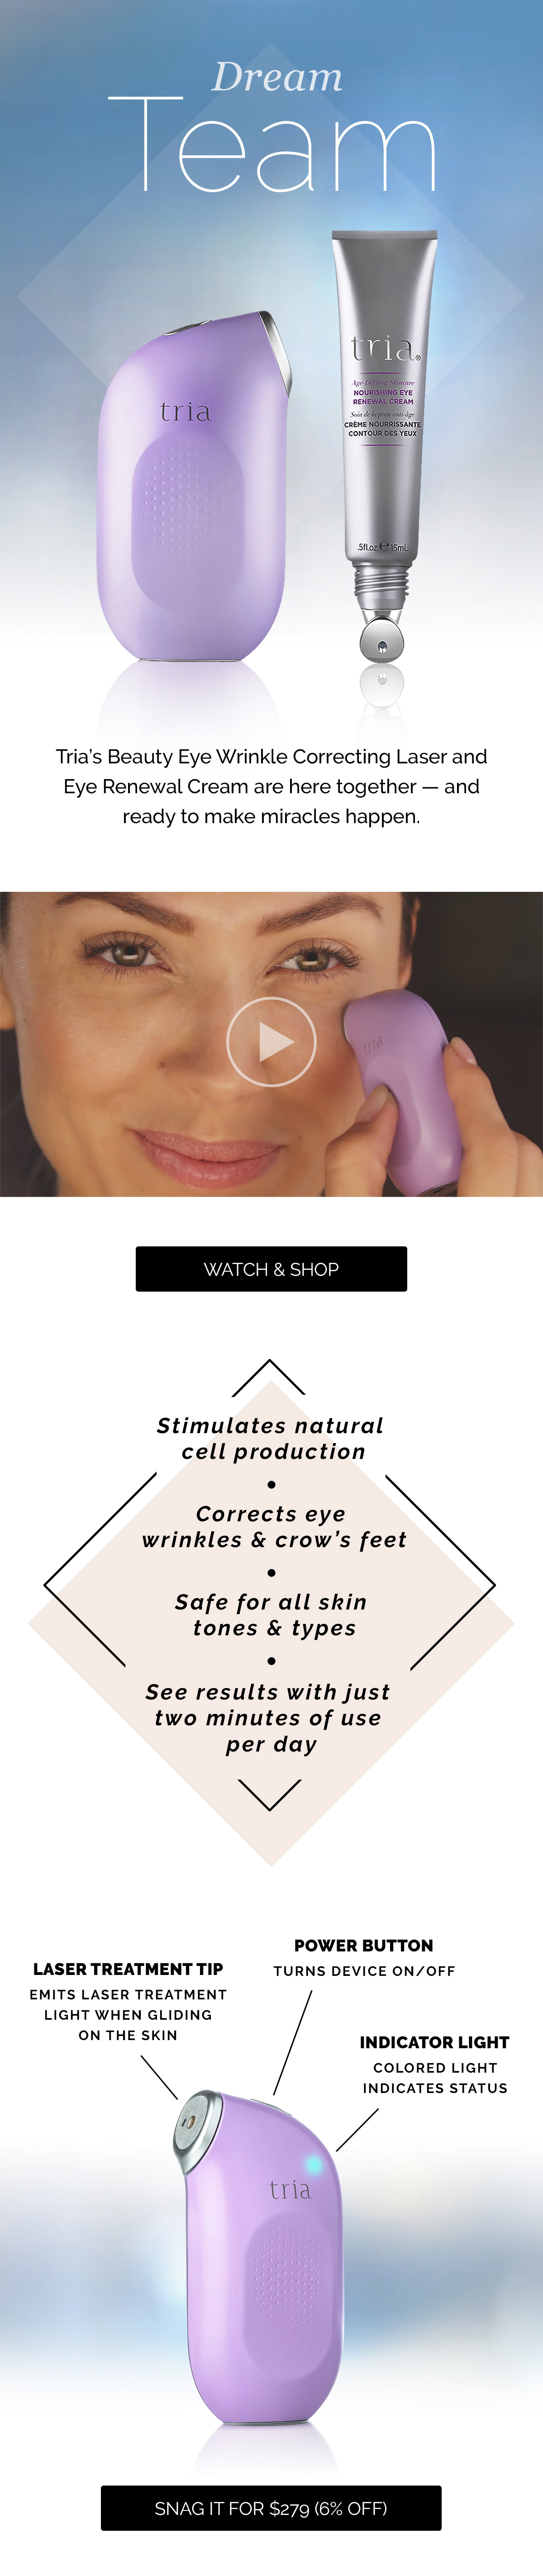 Dream
Team
tria
tria®
Age-Defying Skincare
NOURISHING EYE
RENEWAL CREAM
Soin de la peau anti-âge
CRÈME NOURRISSANTE
CONTOUR DES YEUX
.5fl.oz ℮ 15mL
Tria’s Beauty Eye Wrinkle Correcting Laser and
Eye Renewal Cream are here together — and
ready to make miracles happen.
tria
WATCH & SHOP
Stimulates natural
cell production
•
Corrects eye
wrinkles & crow’s feet
•
Safe for all skin
tones & types
•
See results with just
two minutes of use
per day
POWER BUTTON
TURNS DEVICE ON/OFF
LASER TREATMENT TIP
EMITS LASER TREATMENT
LIGHT WHEN GLIDING
ON THE SKIN
INDICATOR LIGHT
COLORED LIGHT
INDICATES STATUS
tria
SNAG IT FOR $279 (6% OFF)